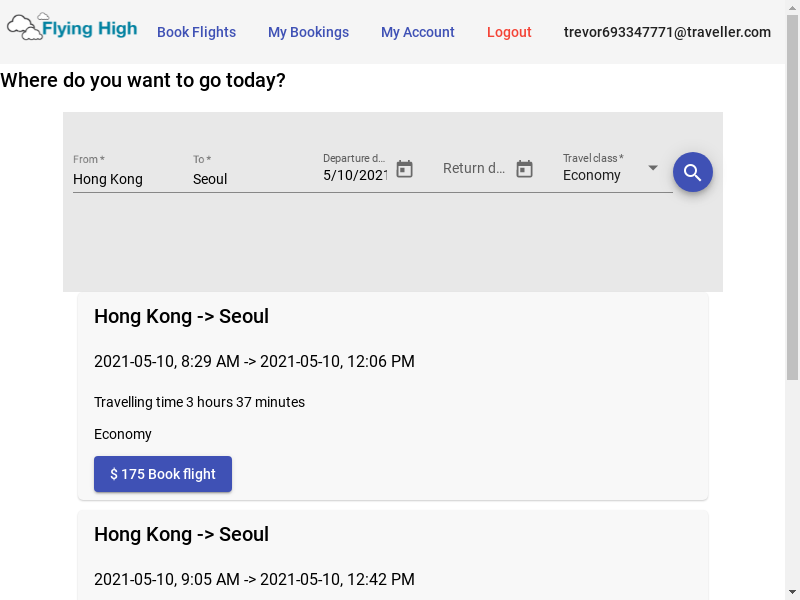 Flying High Book Flights My Bookings My Account Logout trevor693347771@traveller.com
Where do you want to go today?
From * To * Departure d... Return d... Travel class *
Hong Kong Seoul 5/10/2021 Economy
Hong Kong -> Seoul
2021-05-10, 8:29 AM -> 2021-05-10, 12:06 PM
Travelling time 3 hours 37 minutes
Economy
$ 175 Book flight
Hong Kong -> Seoul
2021-05-10, 9:05 AM -> 2021-05-10, 12:42 PM